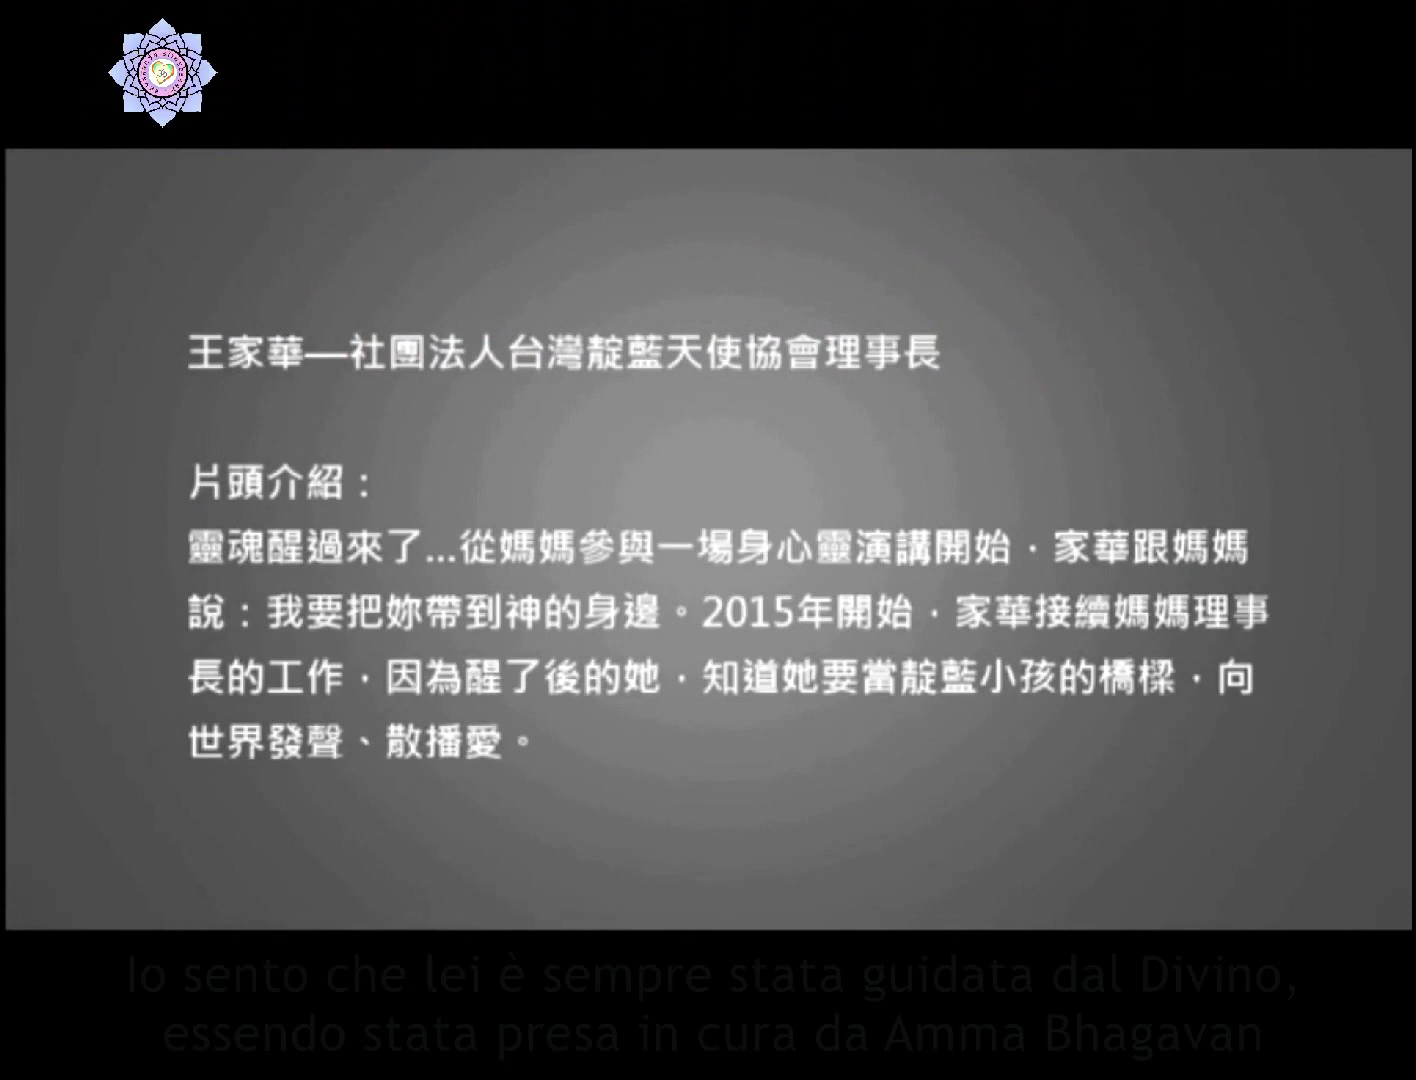 王家華—社團法人台灣靛藍天使協會理事長
片頭介紹：
靈魂醒過來了...從媽媽參與一場身心靈演講開始，家華跟媽媽
說：我要把妳帶到神的身邊。2015年開始，家華接續媽媽理事
長的工作，因為醒了後的她，知道她要當靛藍小孩的橋樑，向
世界發聲、散播愛。
Io sento che lei è sempre stata guidata dal Divino,
essendo stata presa in cura da Amma Bhagavan